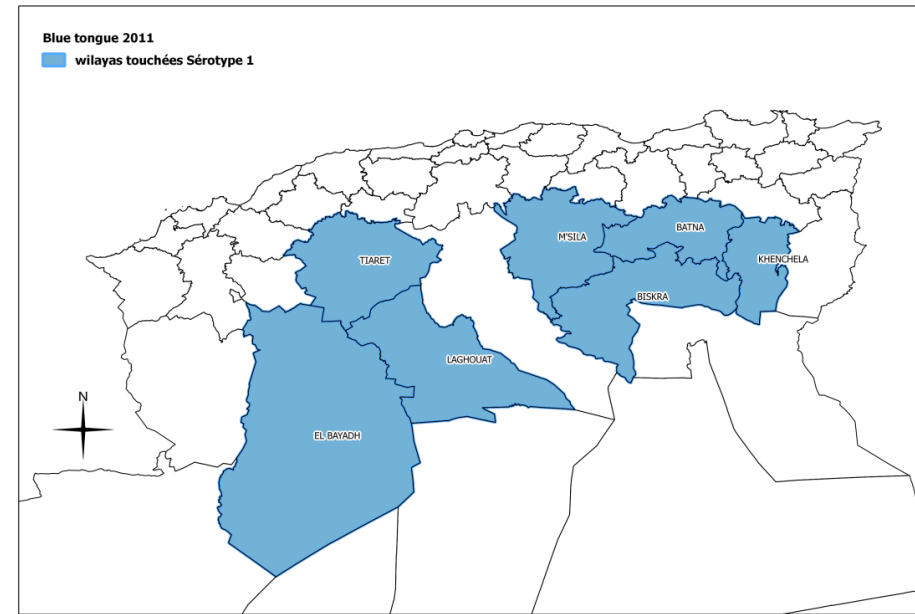 Blue tongue 2011
wilayas touchées Sérotype 1
M'SILA
BATNA
TIARET
KHENCHELA
BISKRA
LAGHOUAT
N
EL BAYADH